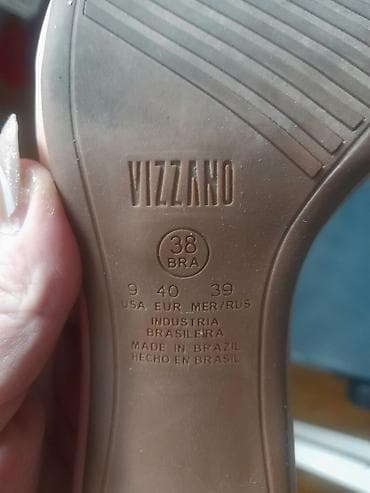 VIZZANO
38
BRA
9 40 39
USA EUR MER/RUS
INDUSTRIA
BRASILEIRA
MADE IN BRAZIL
HECHO EN BRASIL